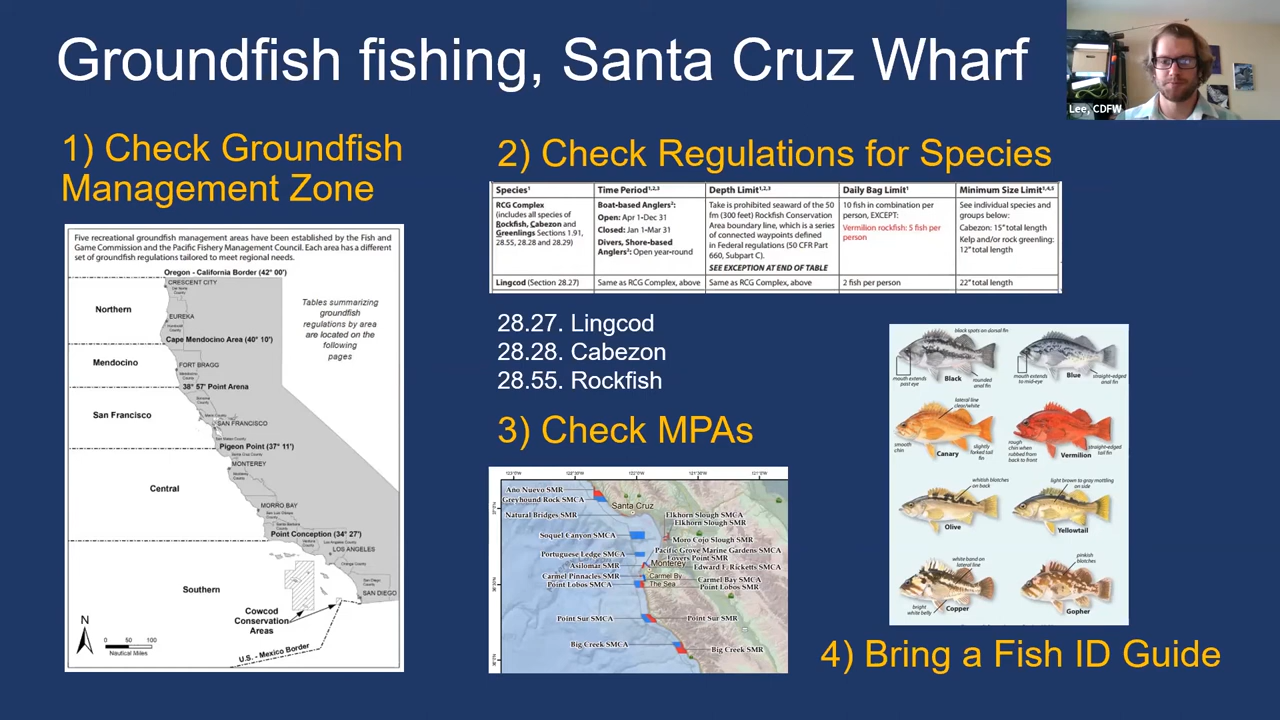 Groundfish fishing, Santa Cruz Wharf
Lee, CDFW
1) Check Groundfish
Management Zone
Five recreational groundfish management areas have been established by the Fish and
Game Commission and the Pacific Fishery Management Council. Each area has a different
set of groundfish regulations tailored to meet regional needs.
Oregon - California Border (42° 00')
CRESCENT CITY
Tables summarizing
groundfish
regulations by area
are located on the
following
pages
Northern
EUREKA
Cape Mendocino Area (40° 10')
Mendocino
FORT BRAGG
38° 57' Point Arena
San Francisco
SAN FRANCISCO
Pigeon Point (37° 11')
MONTEREY
Central
MORRO BAY
Point Conception (34° 27')
LOS ANGELES
Southern
SAN DIEGO
Cowcod
Conservation
Areas
N
0 50 100
Nautical Miles
U.S. - Mexico Border
2) Check Regulations for Species
Species¹ Time Period¹,²,³ Depth Limit¹,²,³ Daily Bag Limit¹ Minimum Size Limit¹,⁴,⁵
RCG Complex
(includes all species of
Rockfish, Cabezon and
Greenlings Sections 1.91,
28.55, 28.28 and 28.29)
Boat-based Anglers²:
Open: Apr 1-Dec 31
Closed: Jan 1-Mar 31
Divers, Shore-based
Anglers³: Open year-round
Take is prohibited seaward of the 50
fm (300 feet) Rockfish Conservation
Area boundary line, which is a series
of connected waypoints defined
in Federal regulations (50 CFR Part
660, Subpart C).
SEE EXCEPTION AT END OF TABLE
10 fish in combination per
person, EXCEPT:
Vermilion rockfish: 5 fish per
person
See individual species and
groups below:
Cabezon: 15" total length
Kelp and/or rock greenling:
12" total length
Lingcod (Section 28.27) Same as RCG Complex, above Same as RCG Complex, above 2 fish per person 22" total length
28.27. Lingcod
28.28. Cabezon
28.55. Rockfish
3) Check MPAs
Año Nuevo SMR
Greyhound Rock SMCA
Santa Cruz
Natural Bridges SMR
Elkhorn Slough SMCA
Elkhorn Slough SMR
Soquel Canyon SMCA
Moro Cojo Slough SMR
Portuguese Ledge SMCA
Pacific Grove Marine Gardens SMCA
Lovers Point SMR
Asilomar SMR
Monterey
Edward F. Ricketts SMCA
Carmel Pinnacles SMR
Carmel By
The Sea
Carmel Bay SMCA
Point Lobos SMCA
Point Lobos SMR
Point Sur SMCA
Point Sur SMR
Big Creek SMCA
Big Creek SMR
black spots on dorsal fin
mouth extends
past eye
Black
rounded
anal fin
mouth extends
to mid-eye
Blue
straight-edged
anal fin
lateral line
clear/white
smooth
chin
Canary
slightly
forked tail
fin
rough
chin when
rubbed from
back to front
Vermilion
straight-edged
tail fin
whitish blotches
on back
Olive
light brown to gray mottling
on side
Yellowtail
white band on
lateral line
bright
white belly
Copper
pinkish
blotches
Gopher
4) Bring a Fish ID Guide